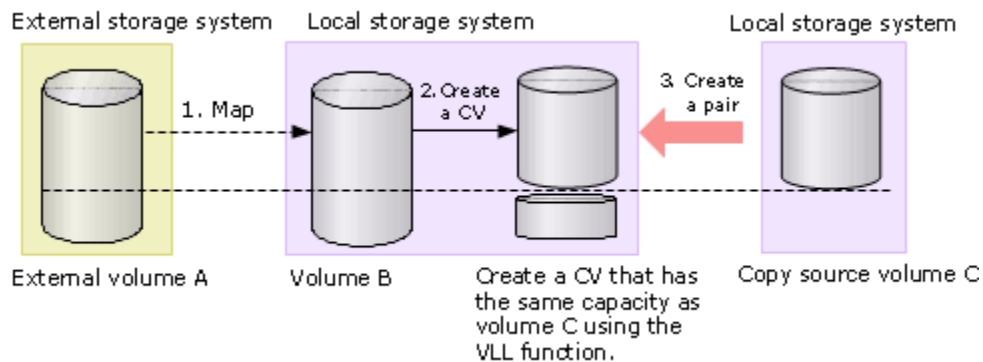 External storage system
Local storage system
Local storage system
1. Map
2. Create
a CV
3. Create
a pair
External volume A
Volume B
Create a CV that has
the same capacity as
volume C using the
VLL function.
Copy source volume C